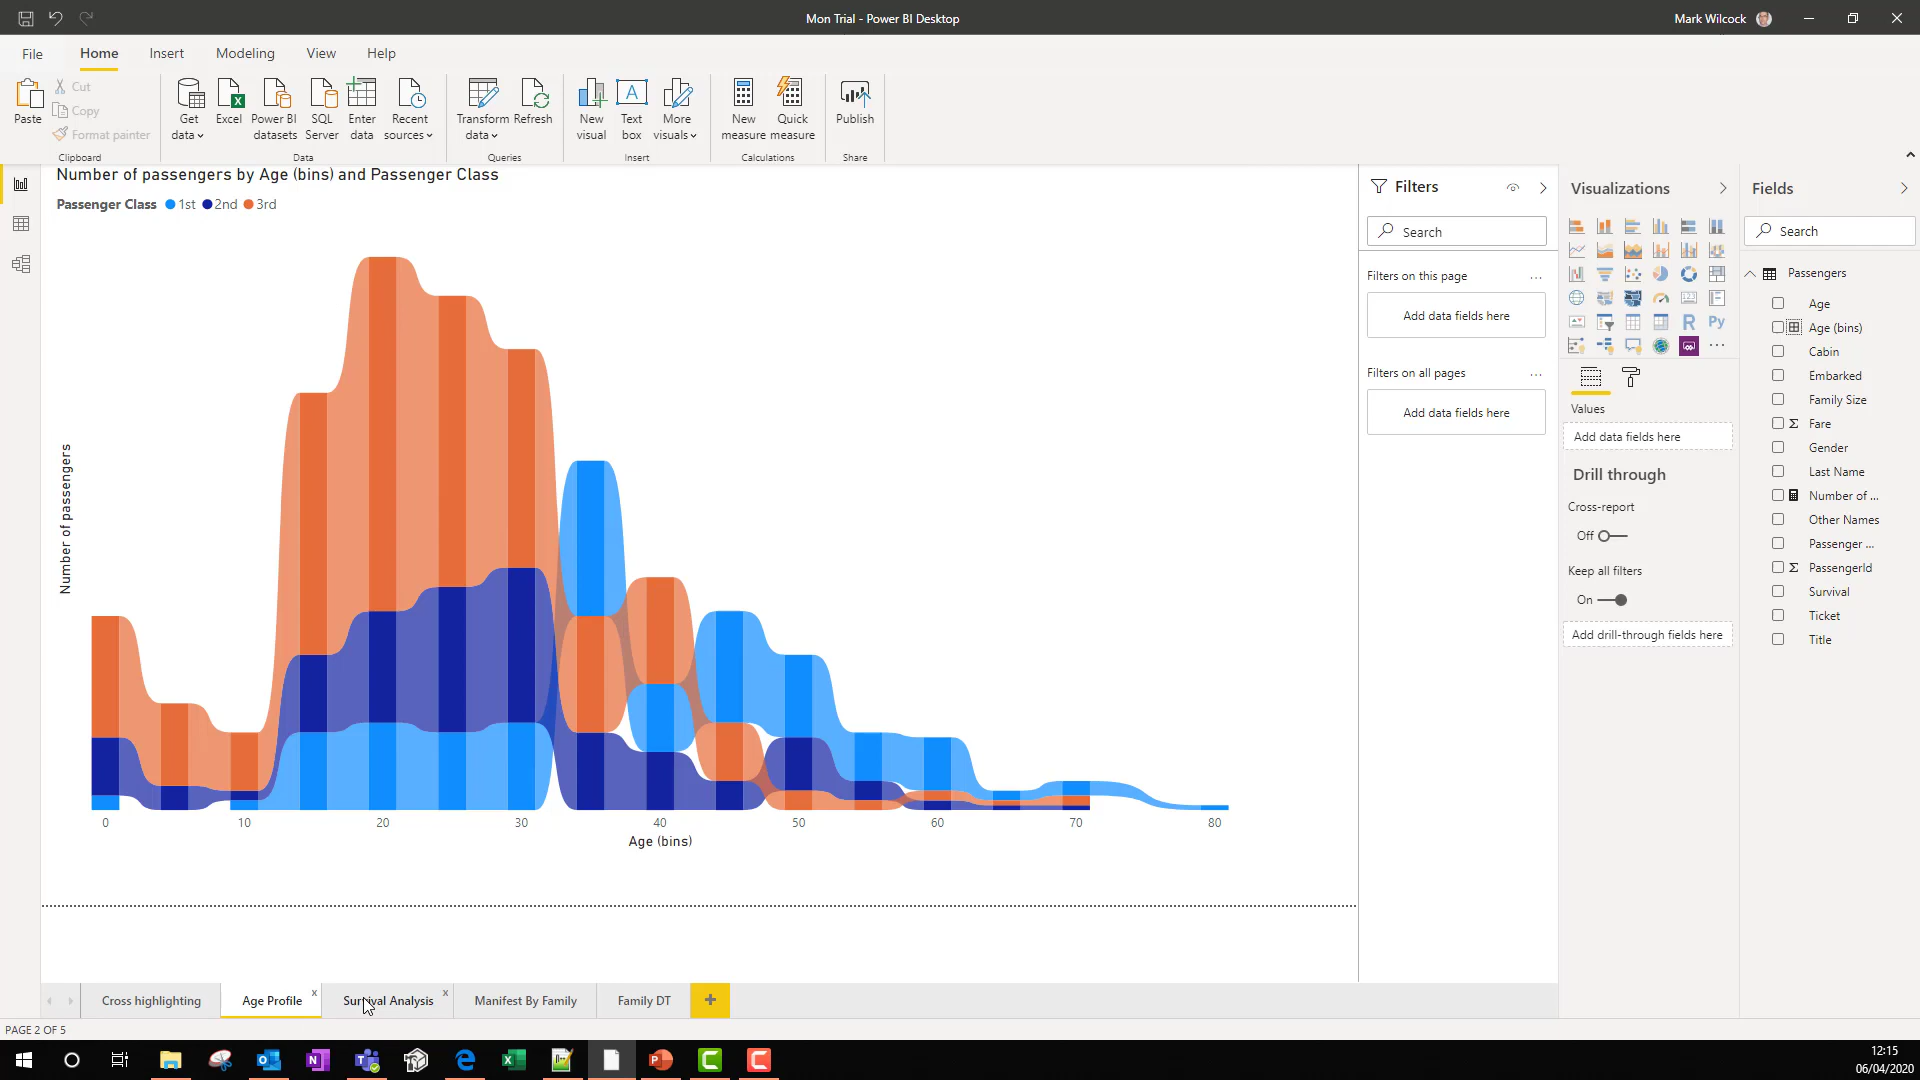 Mon Trial - Power BI Desktop
Mark Wilcock
File Home Insert Modeling View Help
Paste
Cut
Copy
Format painter
Clipboard
Get data
Excel
Power BI datasets
SQL Server
Enter data
Recent sources
Data
Transform data
Refresh
Queries
New visual
Text box
More visuals
Insert
New measure
Quick measure
Calculations
Publish
Share
Number of passengers by Age (bins) and Passenger Class
Passenger Class 1st 2nd 3rd
Number of passengers
0 10 20 30 40 50 60 70 80
Age (bins)
Filters
Search
Filters on this page ...
Add data fields here
Filters on all pages ...
Add data fields here
Visualizations
R Py
123
...
Values
Add data fields here
Drill through
Cross-report
Off
Keep all filters
On
Add drill-through fields here
Fields
Search
Passengers
Age
Age (bins)
Cabin
Embarked
Family Size
Σ Fare
Gender
Last Name
Number of ...
Other Names
Passenger ...
Σ PassengerId
Survival
Ticket
Title
Cross highlighting
Age Profile x
Survival Analysis x
Manifest By Family
Family DT
+
PAGE 2 OF 5
12:15
06/04/2020